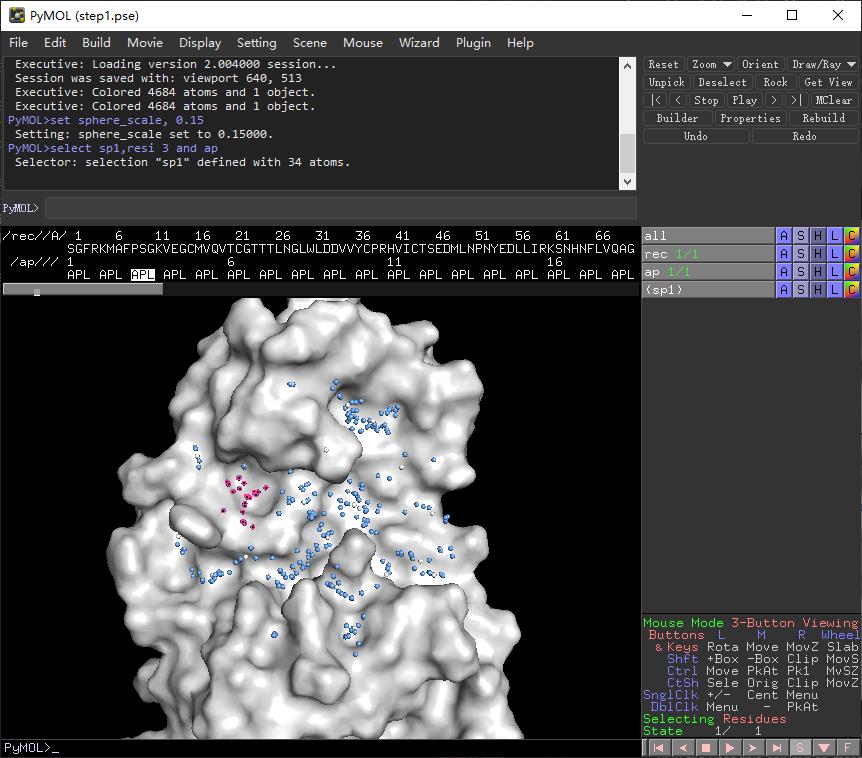 PyMOL (step1.pse)
File Edit Build Movie Display Setting Scene Mouse Wizard Plugin Help
Executive: Loading version 2.004000 session...
Session was saved with: viewport 640, 513
Executive: Colored 4684 atoms and 1 object.
Executive: Colored 4684 atoms and 1 object.
PyMOL>set sphere_scale, 0.15
Setting: sphere_scale set to 0.15000.
PyMOL>select sp1,resi 3 and ap
Selector: selection "sp1" defined with 34 atoms.
PyMOL>
Reset Zoom Orient Draw/Ray
Unpick Deselect Rock Get View
|< < Stop Play > >| MClear
Builder Properties Rebuild
Undo Redo
/rec//A/ 1 6 11 16 21 26 31 36 41 46 51 56 61 66
SGFRKMAFPSGKVEGCMVQVTCGTTTLNGLWLDDVVYCPRHVICTSEDMLNPNYEDLLIRKSNHNFLVQAG
/ap/// 1 6 11 16
APL APL APL APL APL APL APL APL APL APL APL APL APL APL APL APL APL APL
all A S H L C
rec 1/1 A S H L C
ap 1/1 A S H L C
(sp1) A S H L C
Mouse Mode 3-Button Viewing
Buttons L M R Wheel
& Keys Rota Move MovZ Slab
Shft +Box -Box Clip MovS
Ctrl Move PkAt Pk1 MvSZ
CtSh Sele Orig Clip MovZ
SnglClk +/- Cent Menu
DblClk Menu - PkAt
Selecting Residues
State 1/ 1
PyMOL>_
S F